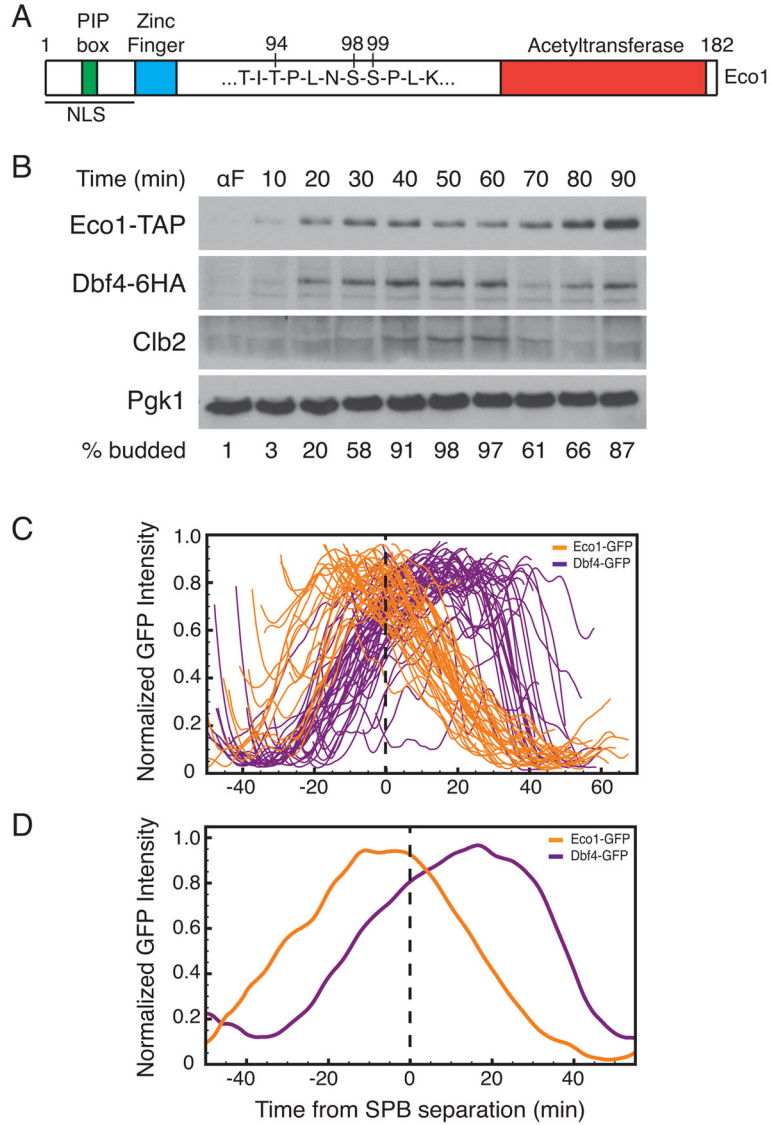 A
1 PIP box Zinc Finger 94 98 99 Acetyltransferase 182
...T-I-T-P-L-N-S-S-P-L-K... Eco1
NLS
B
Time (min) αF 10 20 30 40 50 60 70 80 90
Eco1-TAP
Dbf4-6HA
Clb2
Pgk1
% budded 1 3 20 58 91 98 97 61 66 87
C
Normalized GFP Intensity
1.0
0.8
0.6
0.4
0.2
0
Eco1-GFP
Dbf4-GFP
-40 -20 0 20 40 60
D
Normalized GFP Intensity
1.0
0.8
0.6
0.4
0.2
0
Eco1-GFP
Dbf4-GFP
-40 -20 0 20 40
Time from SPB separation (min)